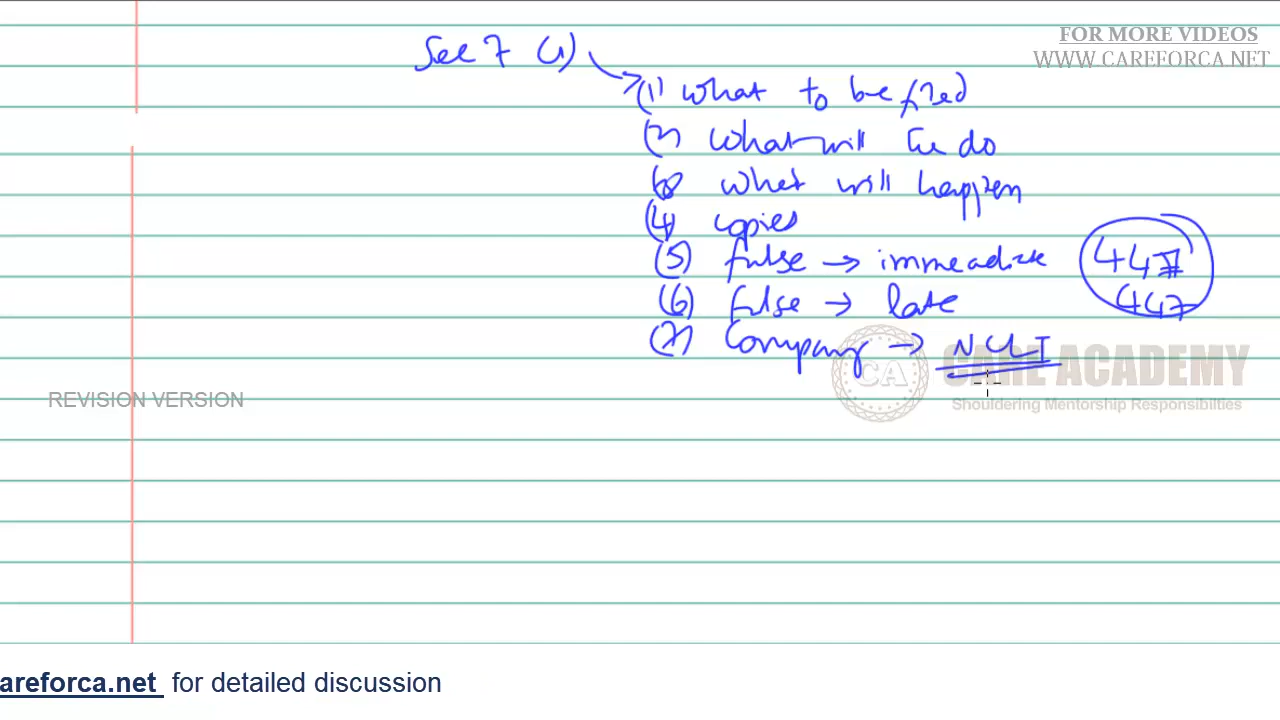 FOR MORE VIDEOS
WWW.CAREFORCA.NET
Sec 7 (1)
(1) What to be filed
(2) What will do
(3) What will happen
(4) copies
(5) false → immediate 447
447
(6) false → late
(7) Company → NCLT
CARE ACADEMY
CA
Shouldering Mentorship Responsibilties
REVISION VERSION
areforca.net for detailed discussion